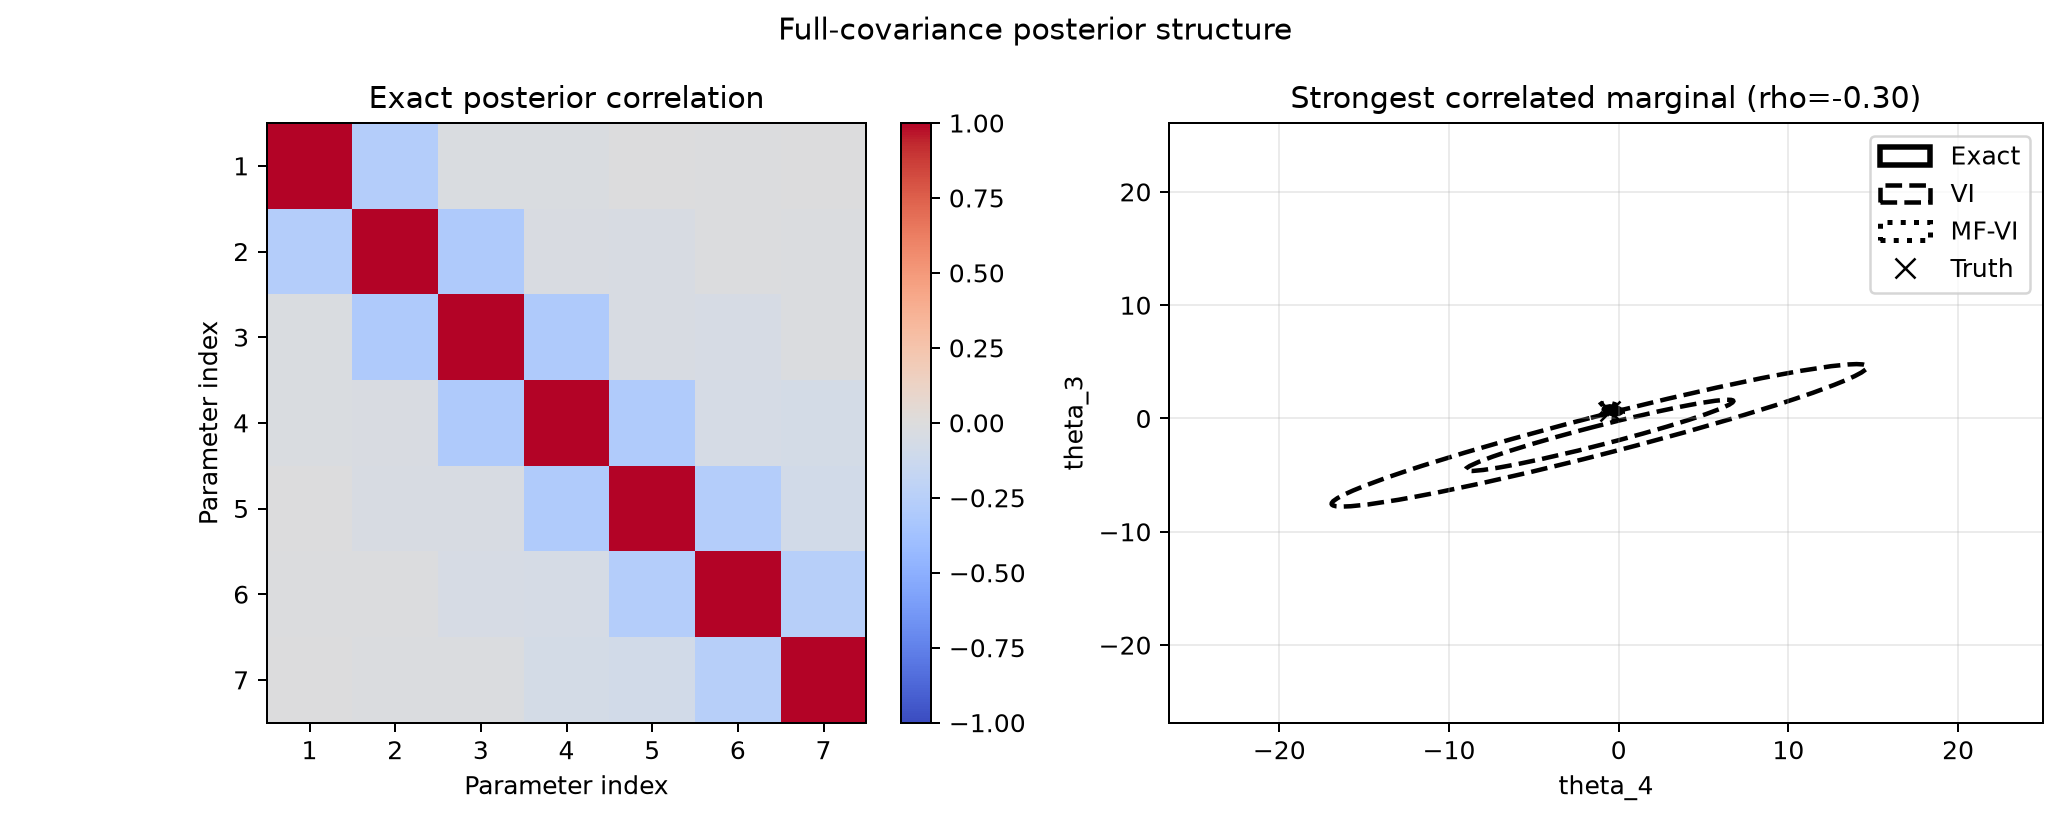 Full-covariance posterior structure
Exact posterior correlation
1
2
3
4
5
6
7
Parameter index
1 2 3 4 5 6 7
Parameter index
1.00
0.75
0.50
0.25
0.00
−0.25
−0.50
−0.75
−1.00
Strongest correlated marginal (rho=-0.30)
Exact
VI
MF-VI
Truth
20
10
0
−10
−20
theta_3
−20 −10 0 10 20
theta_4